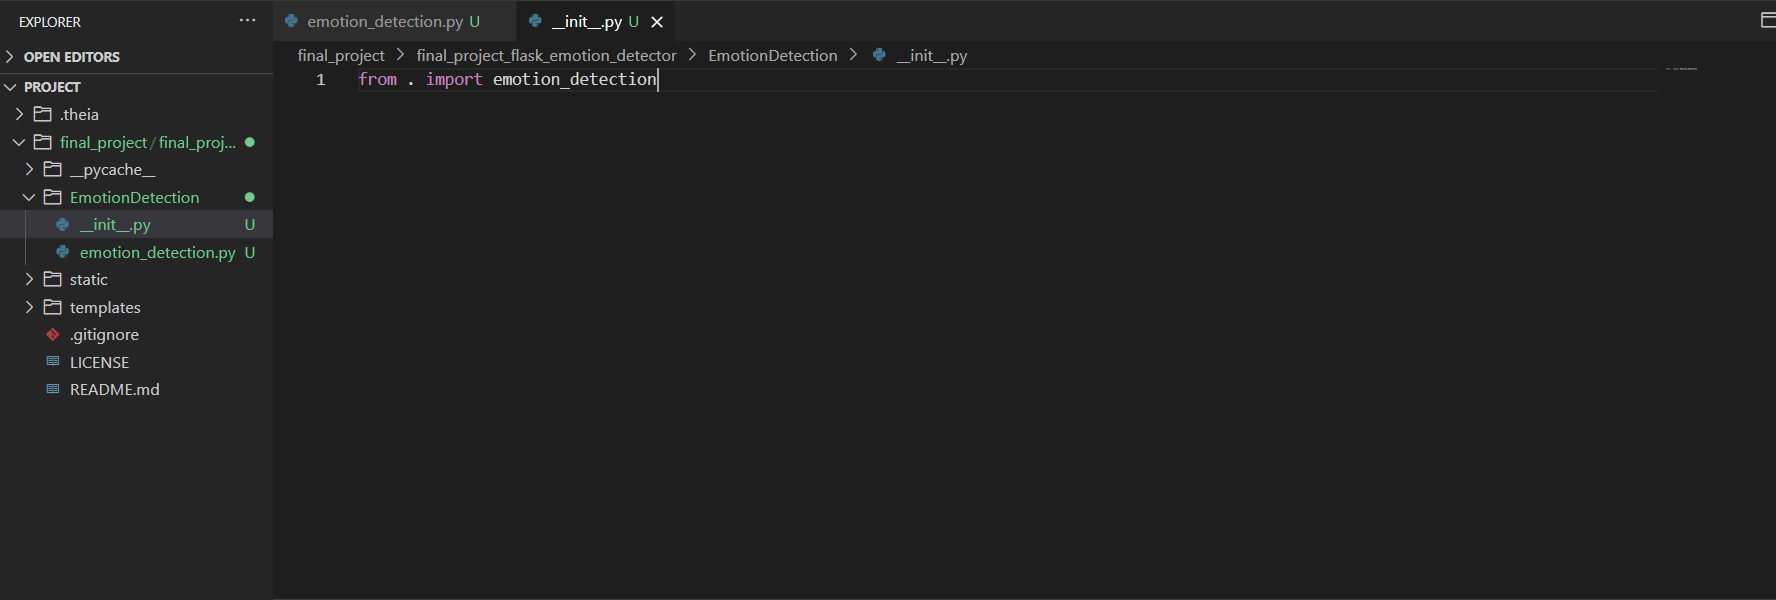 EXPLORER ···
OPEN EDITORS
PROJECT
.theia
final_project/final_proj...
__pycache__
EmotionDetection
__init__.py U
emotion_detection.py U
static
templates
.gitignore
LICENSE
README.md
emotion_detection.py U __init__.py U
final_project > final_project_flask_emotion_detector > EmotionDetection > __init__.py
1 from . import emotion_detection